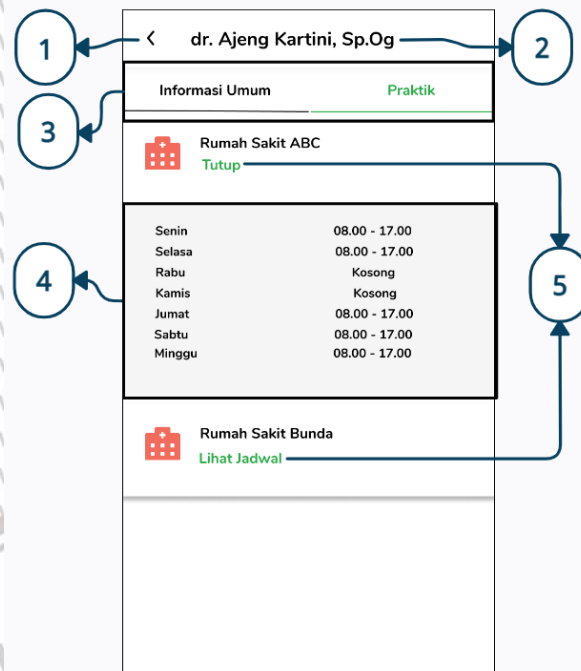 1
dr. Ajeng Kartini, Sp.Og
2
Informasi Umum Praktik
3
Rumah Sakit ABC
Tutup
Senin 08.00 - 17.00
Selasa 08.00 - 17.00
Rabu Kosong
4
Kamis Kosong
5
Jumat 08.00 - 17.00
Sabtu 08.00 - 17.00
Minggu 08.00 - 17.00
Rumah Sakit Bunda
Lihat Jadwal